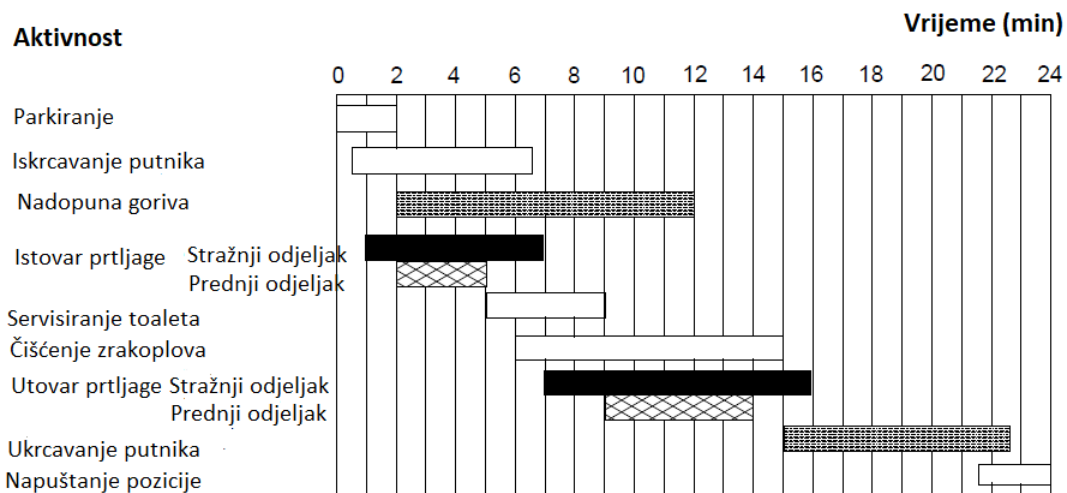 Vrijeme (min)
Aktivnost
0 2 4 6 8 10 12 14 16 18 20 22 24
Parkiranje
Iskrcavanje putnika
Nadopuna goriva
Istovar prtljage Stražnji odjeljak
Prednji odjeljak
Servisiranje toaleta
Čišćenje zrakoplova
Utovar prtljage Stražnji odjeljak
Prednji odjeljak
Ukrcavanje putnika
Napuštanje pozicije